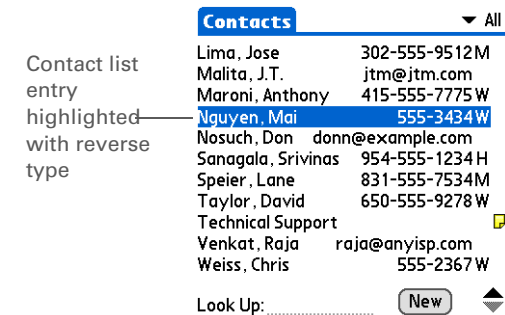 Contacts All
Lima, Jose 302-555-9512M
Malita, J.T. jtm@jtm.com
Maroni, Anthony 415-555-7775W
Nguyen, Mai 555-3434W
Nosuch, Don donn@example.com
Sanagala, Srivinas 954-555-1234H
Speier, Lane 831-555-7534M
Taylor, David 650-555-9278W
Technical Support
Venkat, Raja raja@anyisp.com
Weiss, Chris 555-2367W
Look Up: New
Contact list
entry
highlighted
with reverse
type